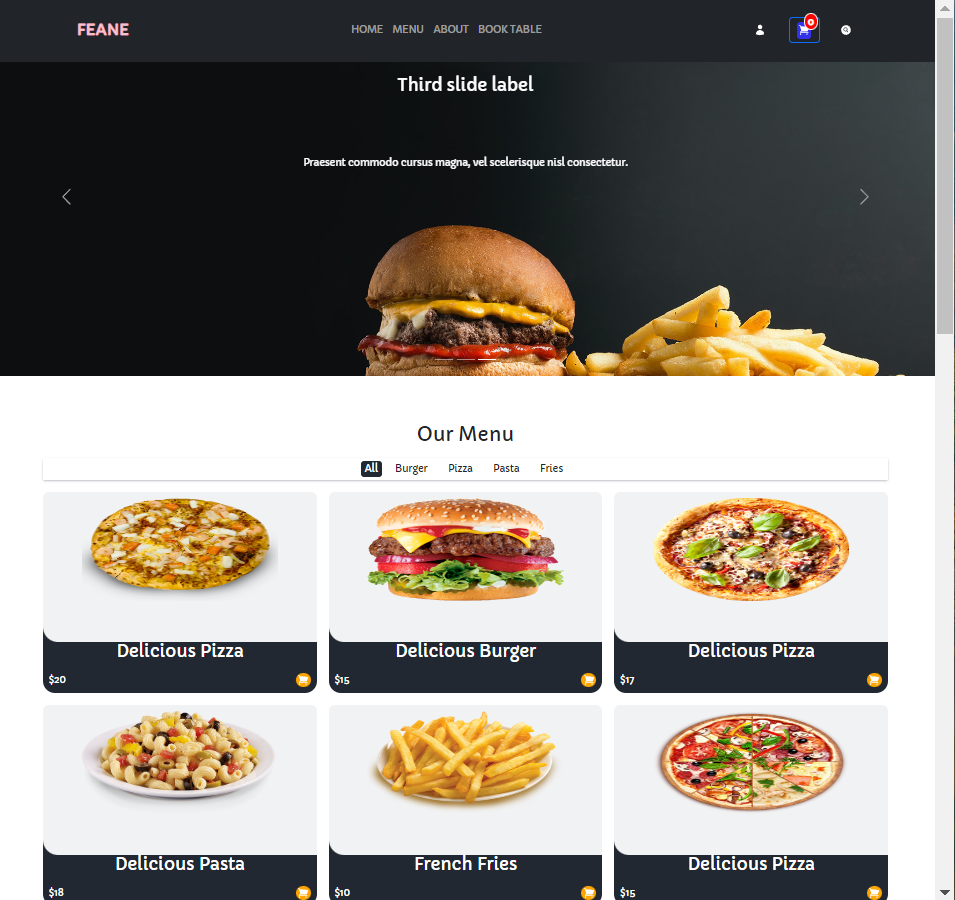 FEANE HOME MENU ABOUT BOOK TABLE 0
Third slide label
Praesent commodo cursus magna, vel scelerisque nisl consectetur.
Our Menu
All Burger Pizza Pasta Fries
Delicious Pizza
$20
Delicious Burger
$15
Delicious Pizza
$17
Delicious Pasta
$18
French Fries
$10
Delicious Pizza
$15